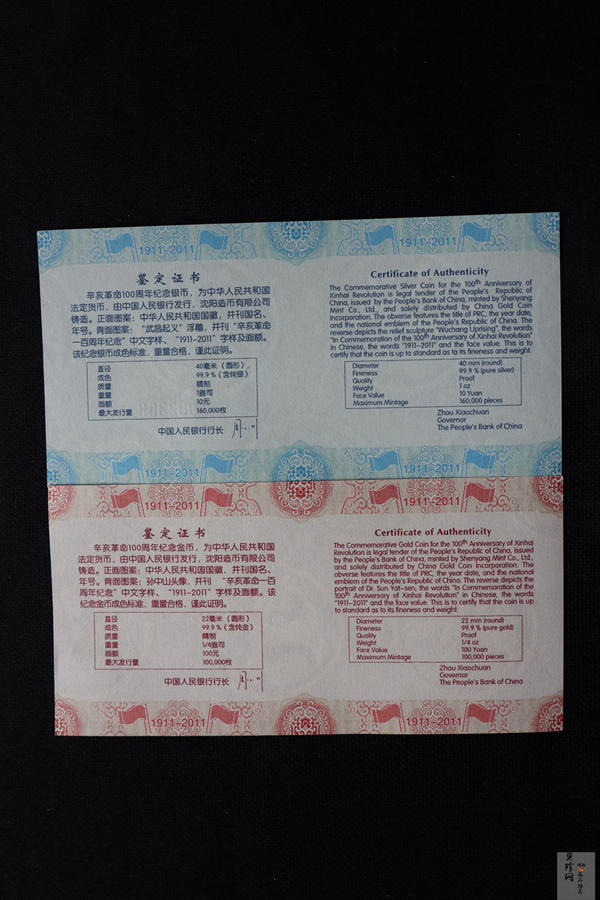 1911-2011
1911-2011
鉴定证书
辛亥革命100周年纪念银币,为中华人民共和国
法定货币,由中国人民银行发行,沈阳造币有限公司
铸造。正面图案:中华人民共和国国徽,并刊国名、
年号。背面图案:“武昌起义”浮雕,并刊“辛亥革命
一百周年纪念”中文字样、“1911-2011”字样及面额。
该纪念银币成色标准,重量合格,谨此证明。
直径 40毫米(圆形)
成色 99.9%(含纯银)
质量 精制
重量 1盎司
面额 10元
最大发行量 160,000枚
中国人民银行行长
Certificate of Authenticity
The Commemorative Silver Coin for the 100th Anniversary of
Xinhai Revolution is legal tender of the People's Republic of
China, issued by the People's Bank of China, minted by Shenyang
Mint Co., Ltd., and solely distributed by China Gold Coin
Incorporation. The obverse features the title of PRC, the year date,
and the national emblem of the People's Republic of China. The
reverse depicts the relief sculpture "Wuchang Uprising", the words
"In Commemoration of the 100th Anniversary of Xinhai Revolution"
in Chinese, the words "1911-2011" and the face value. This is to
certify that the coin is up to standard as to its fineness and weight.
Diameter 40 mm (round)
Fineness 99.9 % (pure silver)
Quality Proof
Weight 1 oz
Face Value 10 Yuan
Maximum Mintage 160,000 pieces
Zhou Xiaochuan
Governor
The People's Bank of China
1911-2011
1911-2011
1911-2011
1911-2011
鉴定证书
辛亥革命100周年纪念金币,为中华人民共和国
法定货币,由中国人民银行发行,沈阳造币有限公司
铸造。正面图案:中华人民共和国国徽,并刊国名、
年号。背面图案:孙中山头像,并刊“辛亥革命一百
周年纪念”中文字样、“1911-2011”字样及面额。该
纪念金币成色标准,重量合格,谨此证明。
直径 22毫米(圆形)
成色 99.9%(含纯金)
质量 精制
重量 1/4盎司
面额 100元
最大发行量 100,000枚
中国人民银行行长
Certificate of Authenticity
The Commemorative Gold Coin for the 100th Anniversary of Xinhai
Revolution is legal tender of the People's Republic of China, issued
by the People's Bank of China, minted by Shenyang Mint Co., Ltd.,
and solely distributed by China Gold Coin Incorporation. The
obverse features the title of PRC, the year date, and the national
emblem of the People's Republic of China. The reverse depicts the
portrait of Dr. Sun Yat-sen, the words "In Commemoration of the
100th Anniversary of Xinhai Revolution" in Chinese, the words
"1911-2011" and the face value. This is to certify that the coin is up
to standard as to its fineness and weight.
Diameter 22 mm (round)
Fineness 99.9 % (pure gold)
Quality Proof
Weight 1/4 oz
Face Value 100 Yuan
Maximum Mintage 100,000 pieces
Zhou Xiaochuan
Governor
The People's Bank of China
1911-2011
1911-2011